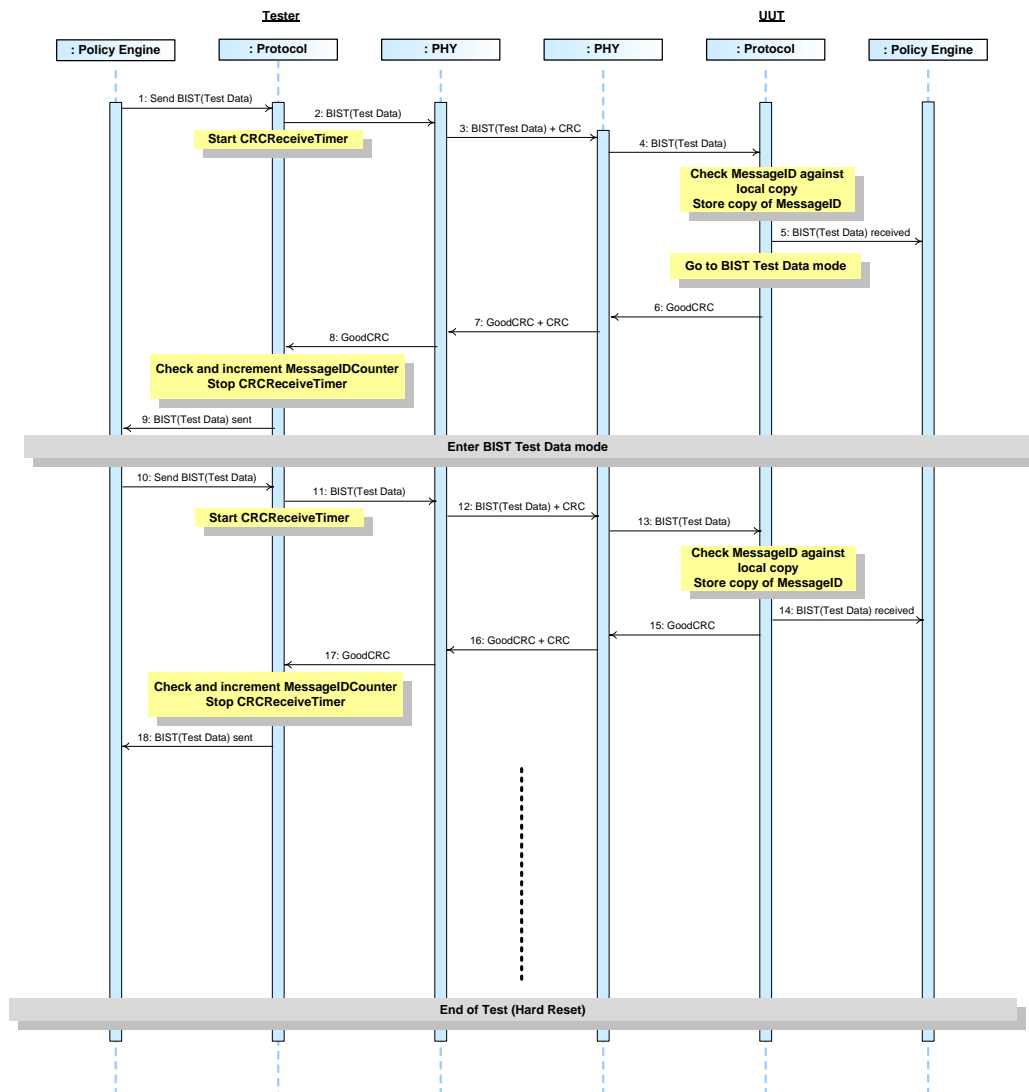 Tester
UUT
: Policy Engine
: Protocol
: PHY
: PHY
: Protocol
: Policy Engine
1: Send BIST(Test Data)
2: BIST(Test Data)
Start CRCReceiveTimer
3: BIST(Test Data) + CRC
4: BIST(Test Data)
Check MessageID against
local copy
Store copy of MessageID
5: BIST(Test Data) received
Go to BIST Test Data mode
6: GoodCRC
7: GoodCRC + CRC
8: GoodCRC
Check and increment MessageIDCounter
Stop CRCReceiveTimer
9: BIST(Test Data) sent
Enter BIST Test Data mode
10: Send BIST(Test Data)
11: BIST(Test Data)
Start CRCReceiveTimer
12: BIST(Test Data) + CRC
13: BIST(Test Data)
Check MessageID against
local copy
Store copy of MessageID
14: BIST(Test Data) received
15: GoodCRC
16: GoodCRC + CRC
17: GoodCRC
Check and increment MessageIDCounter
Stop CRCReceiveTimer
18: BIST(Test Data) sent
End of Test (Hard Reset)